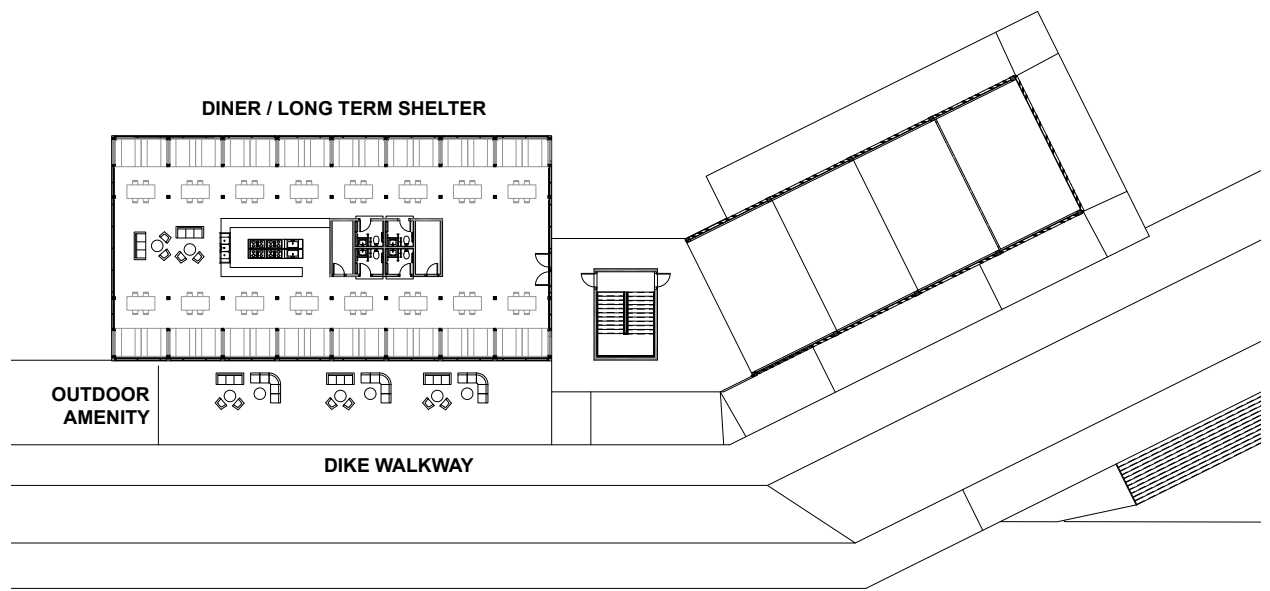 DINER / LONG TERM SHELTER
OUTDOOR
AMENITY
DIKE WALKWAY